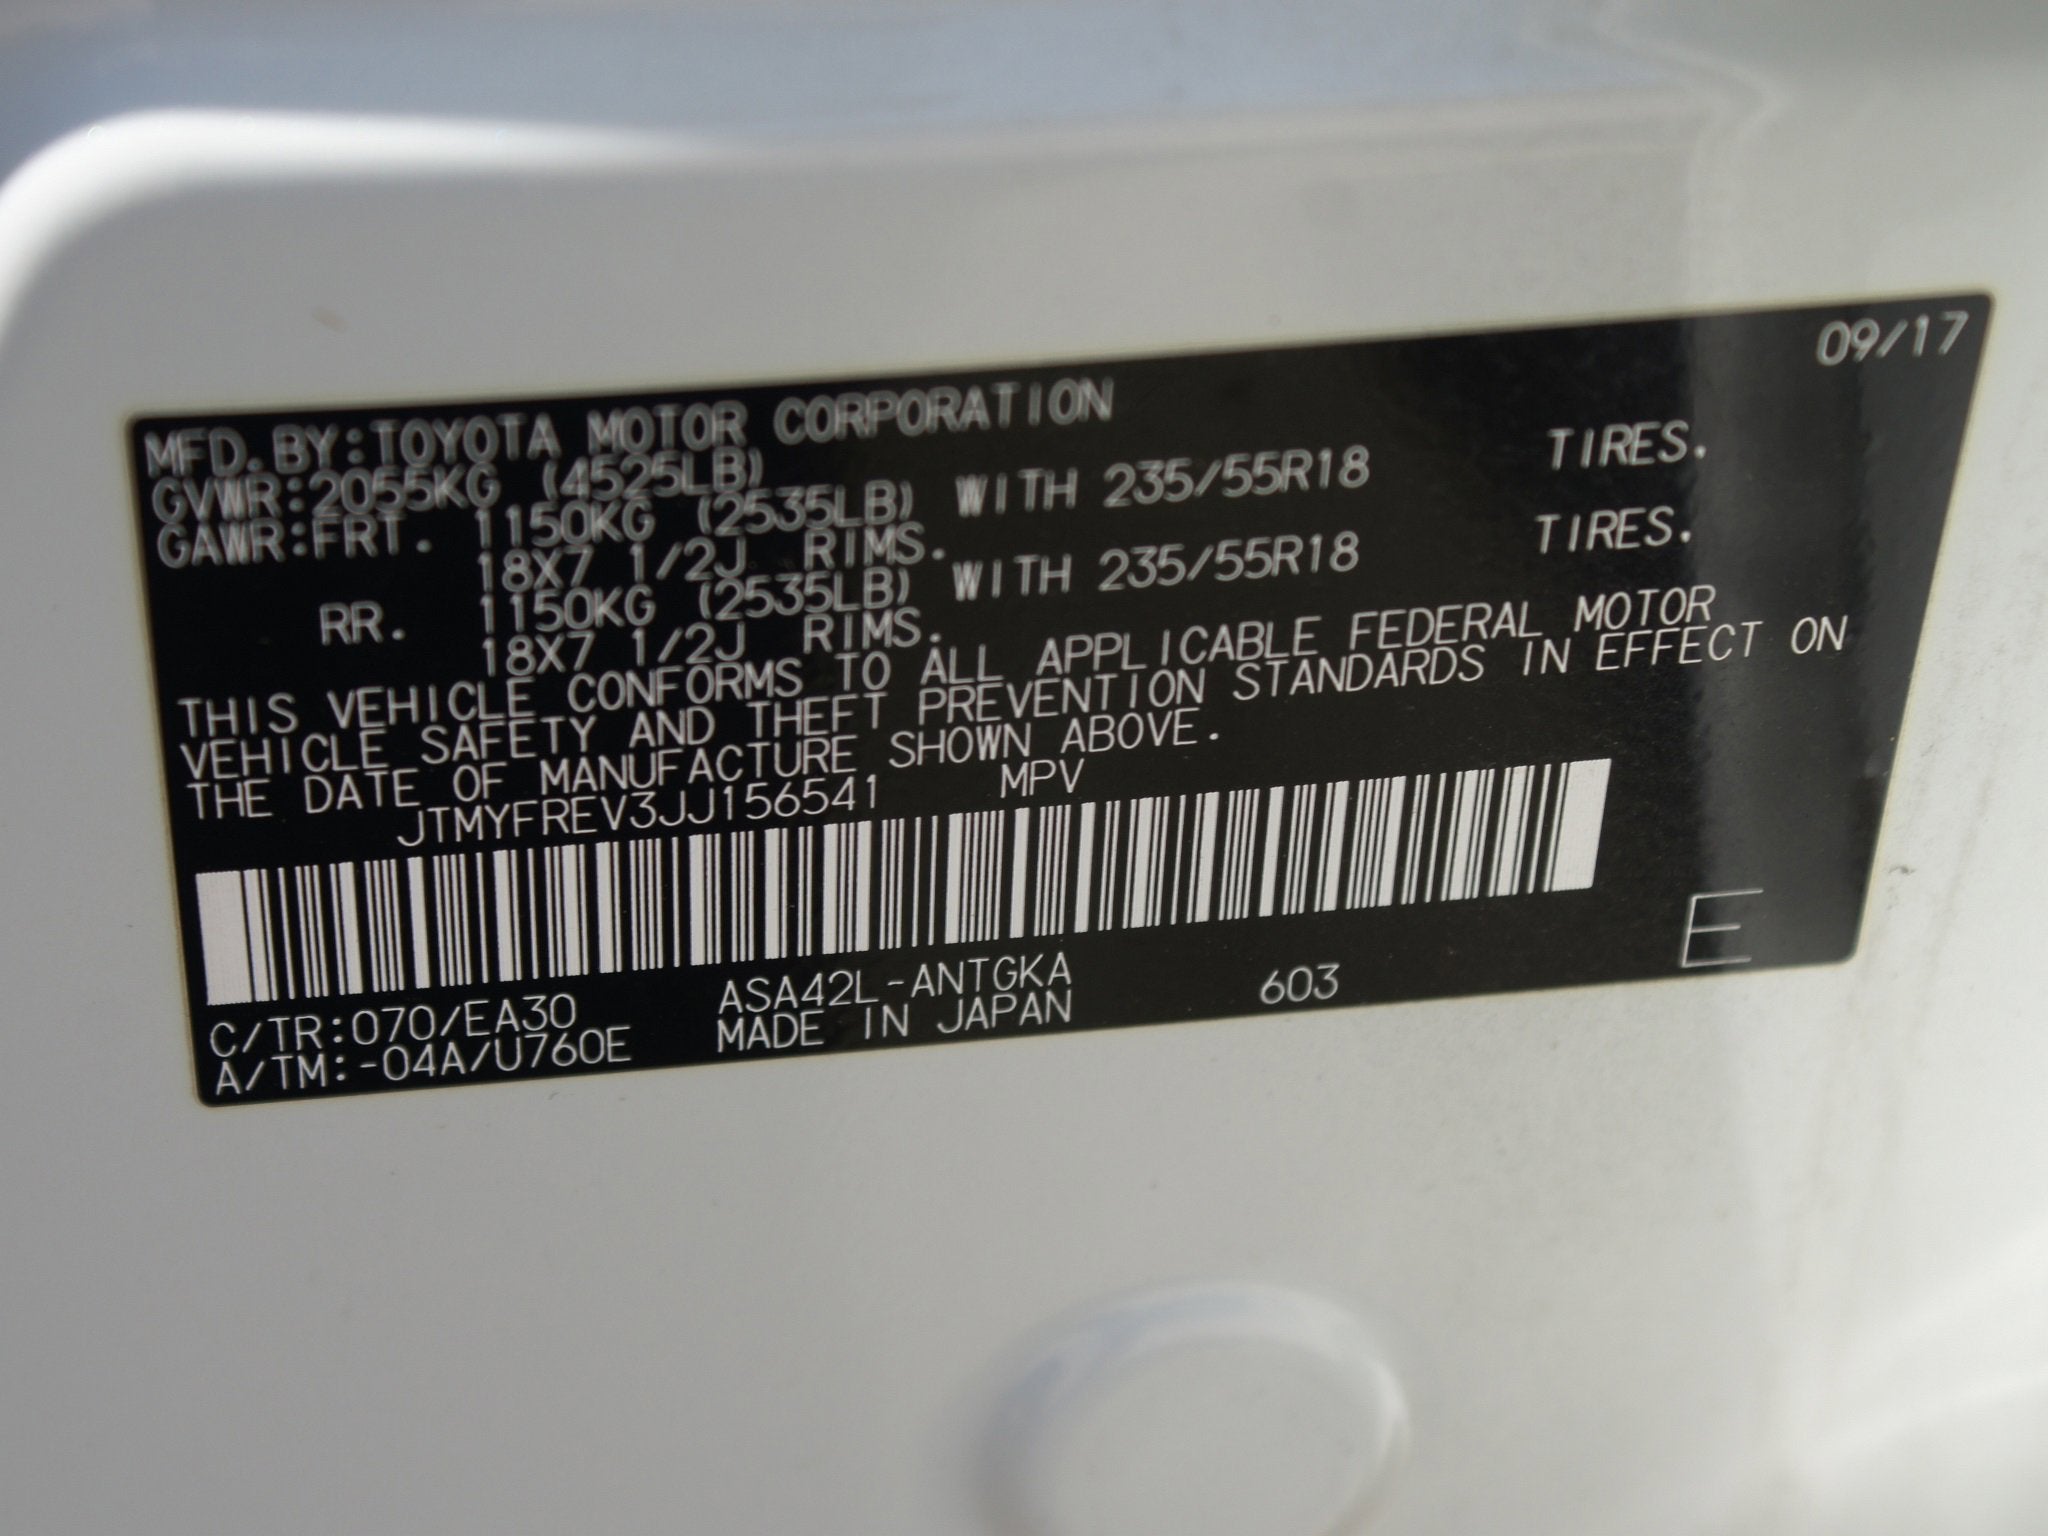 09/17
MFD.BY:TOYOTA MOTOR CORPORATION
GVWR:2055KG (4525LB)
GAWR:FRT. 1150KG (2535LB) WITH 235/55R18 TIRES.
18X7 1/2J RIMS.
RR. 1150KG (2535LB) WITH 235/55R18 TIRES.
18X7 1/2J RIMS.
THIS VEHICLE CONFORMS TO ALL APPLICABLE FEDERAL MOTOR
VEHICLE SAFETY AND THEFT PREVENTION STANDARDS IN EFFECT ON
THE DATE OF MANUFACTURE SHOWN ABOVE.
JTMYFREV3JJ156541 MPV
C/TR:070/EA30 ASA42L-ANTGKA 603 E
A/TM:-04A/U760E MADE IN JAPAN